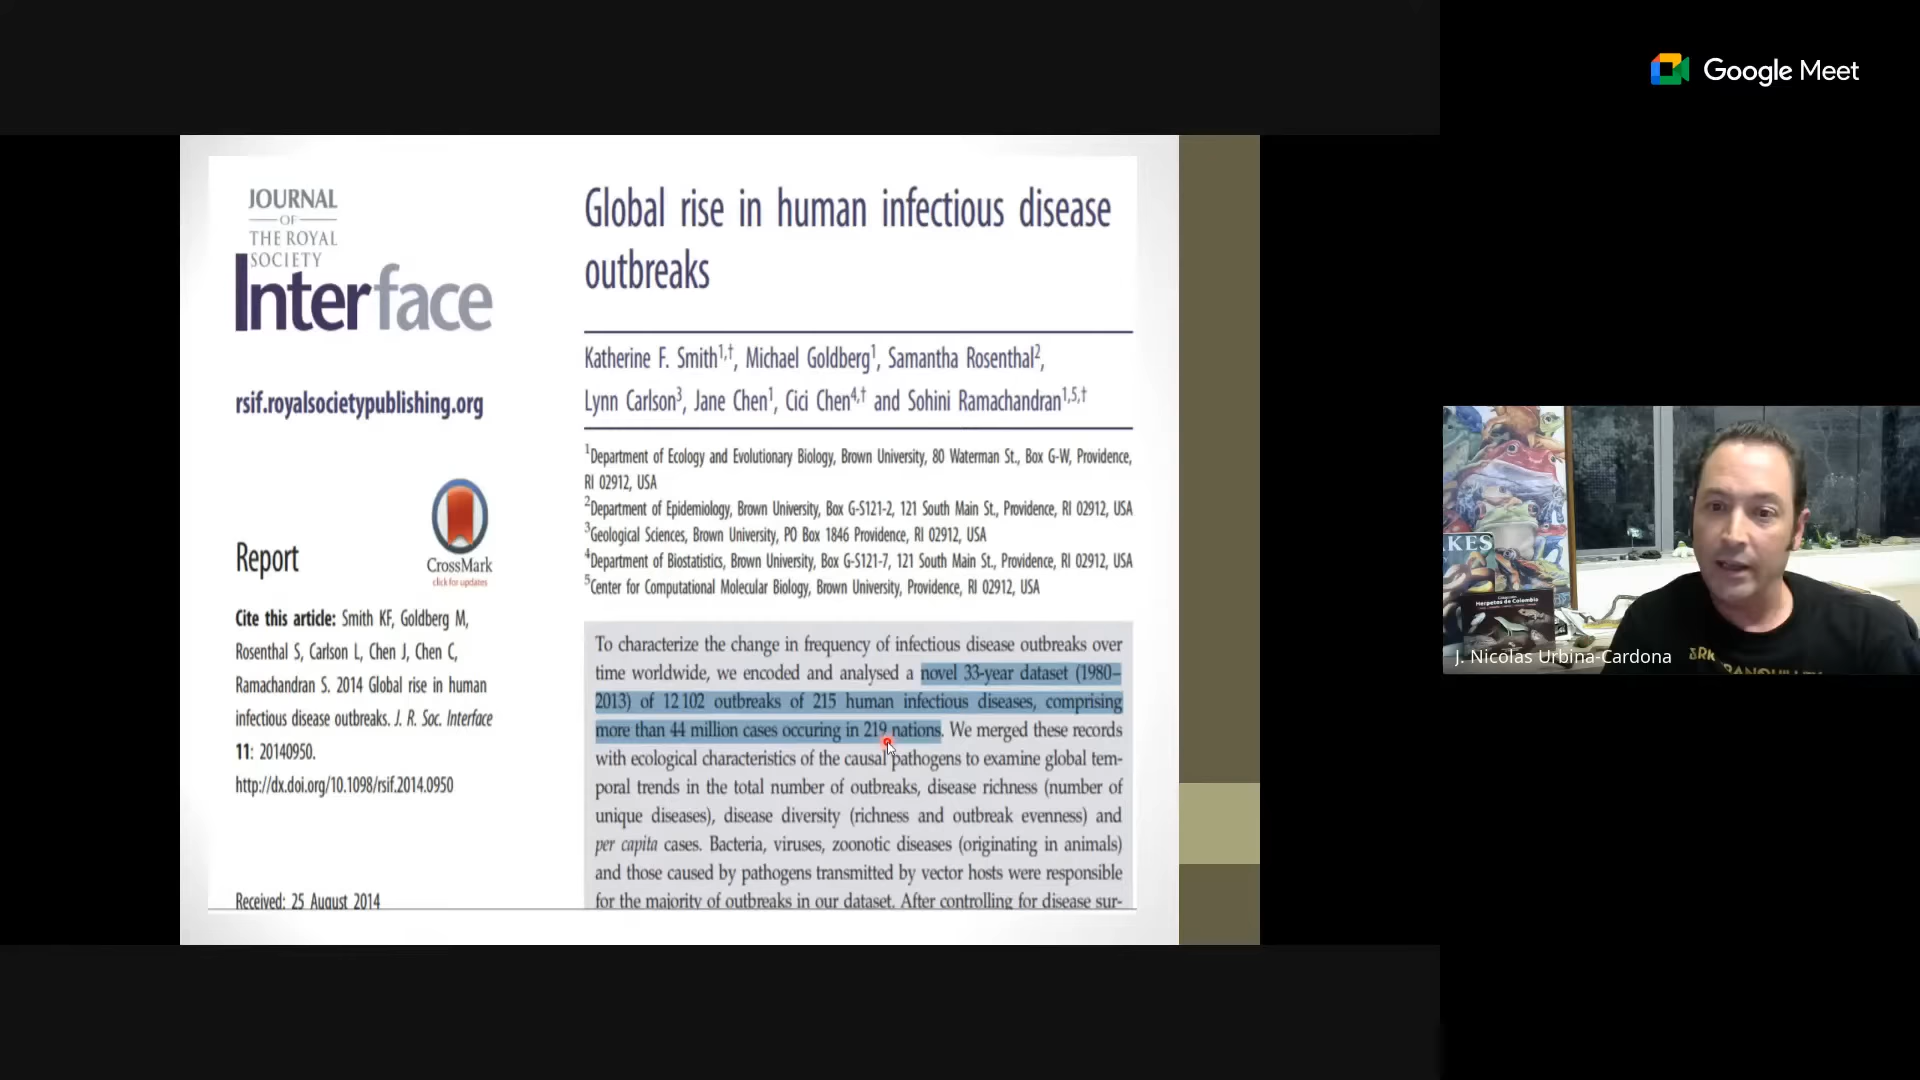 Google Meet
JOURNAL
OF
THE ROYAL
SOCIETY
Interface
rsif.royalsocietypublishing.org
Report
CrossMark
click for updates
Cite this article: Smith KF, Goldberg M,
Rosenthal S, Carlson L, Chen J, Chen C,
Ramachandran S. 2014 Global rise in human
infectious disease outbreaks. J. R. Soc. Interface
11: 20140950.
http://dx.doi.org/10.1098/rsif.2014.0950
Received: 25 August 2014
Global rise in human infectious disease
outbreaks
Katherine F. Smith1,†, Michael Goldberg1, Samantha Rosenthal2,
Lynn Carlson3, Jane Chen1, Cici Chen4,† and Sohini Ramachandran1,5,†
1Department of Ecology and Evolutionary Biology, Brown University, 80 Waterman St., Box G-W, Providence,
RI 02912, USA
2Department of Epidemiology, Brown University, Box G-S121-2, 121 South Main St., Providence, RI 02912, USA
3Geological Sciences, Brown University, PO Box 1846 Providence, RI 02912, USA
4Department of Biostatistics, Brown University, Box G-S121-7, 121 South Main St., Providence, RI 02912, USA
5Center for Computational Molecular Biology, Brown University, Providence, RI 02912, USA
To characterize the change in frequency of infectious disease outbreaks over
time worldwide, we encoded and analysed a novel 33-year dataset (1980–
2013) of 12 102 outbreaks of 215 human infectious diseases, comprising
more than 44 million cases occuring in 219 nations. We merged these records
with ecological characteristics of the causal pathogens to examine global tem-
poral trends in the total number of outbreaks, disease richness (number of
unique diseases), disease diversity (richness and outbreak evenness) and
per capita cases. Bacteria, viruses, zoonotic diseases (originating in animals)
and those caused by pathogens transmitted by vector hosts were responsible
for the majority of outbreaks in our dataset. After controlling for disease sur-
KES
Herpetos de Colombia
J. Nicolas Urbina-Cardona